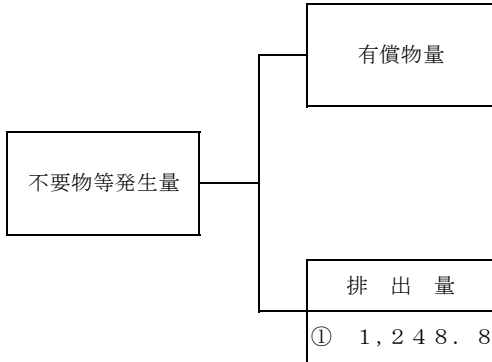 有償物量
不要物等発生量
排 出 量
① １,２４８.８